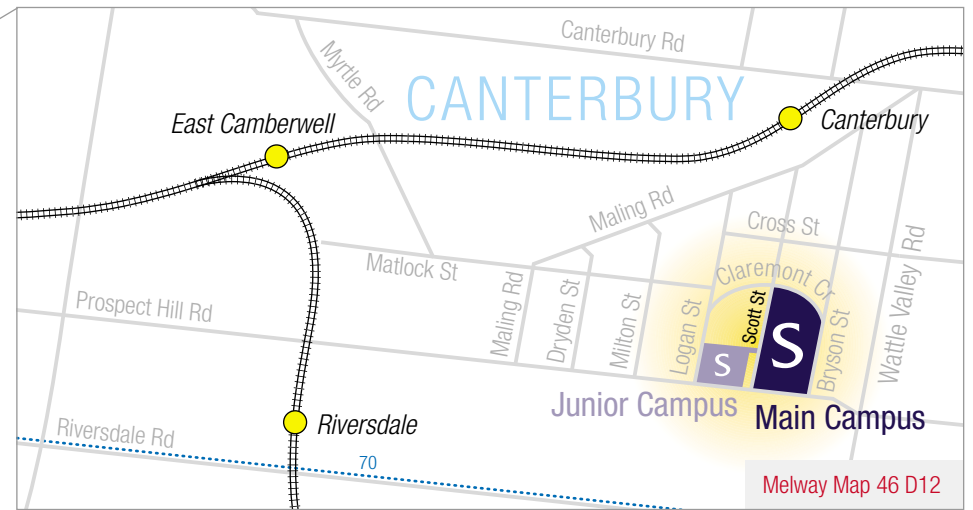 Canterbury Rd
Myrtle Rd
CANTERBURY
East Camberwell
Canterbury
Maling Rd
Cross St
Matlock St
Claremont Cr
Wattle Valley Rd
Prospect Hill Rd
Maling Rd
Dryden St
Milton St
Logan St
Scott St
Bryson St
S
S
Junior Campus
Main Campus
Riversdale
Riversdale Rd
70
Melway Map 46 D12